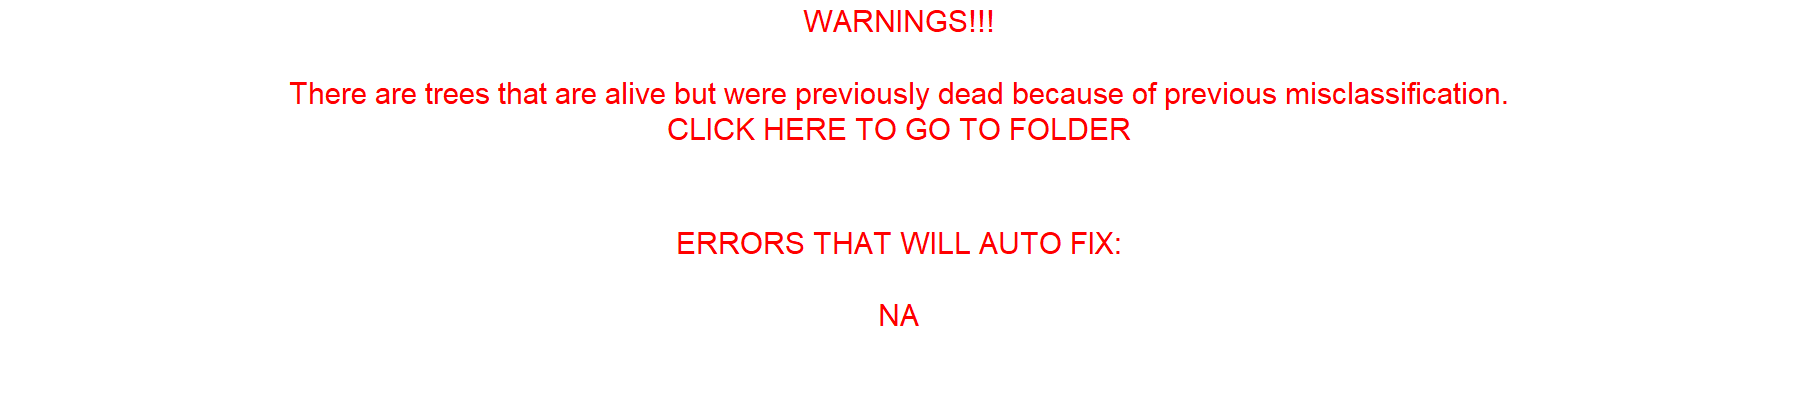 WARNINGS!!!
There are trees that are alive but were previously dead because of previous misclassification.
CLICK HERE TO GO TO FOLDER
ERRORS THAT WILL AUTO FIX:
NA